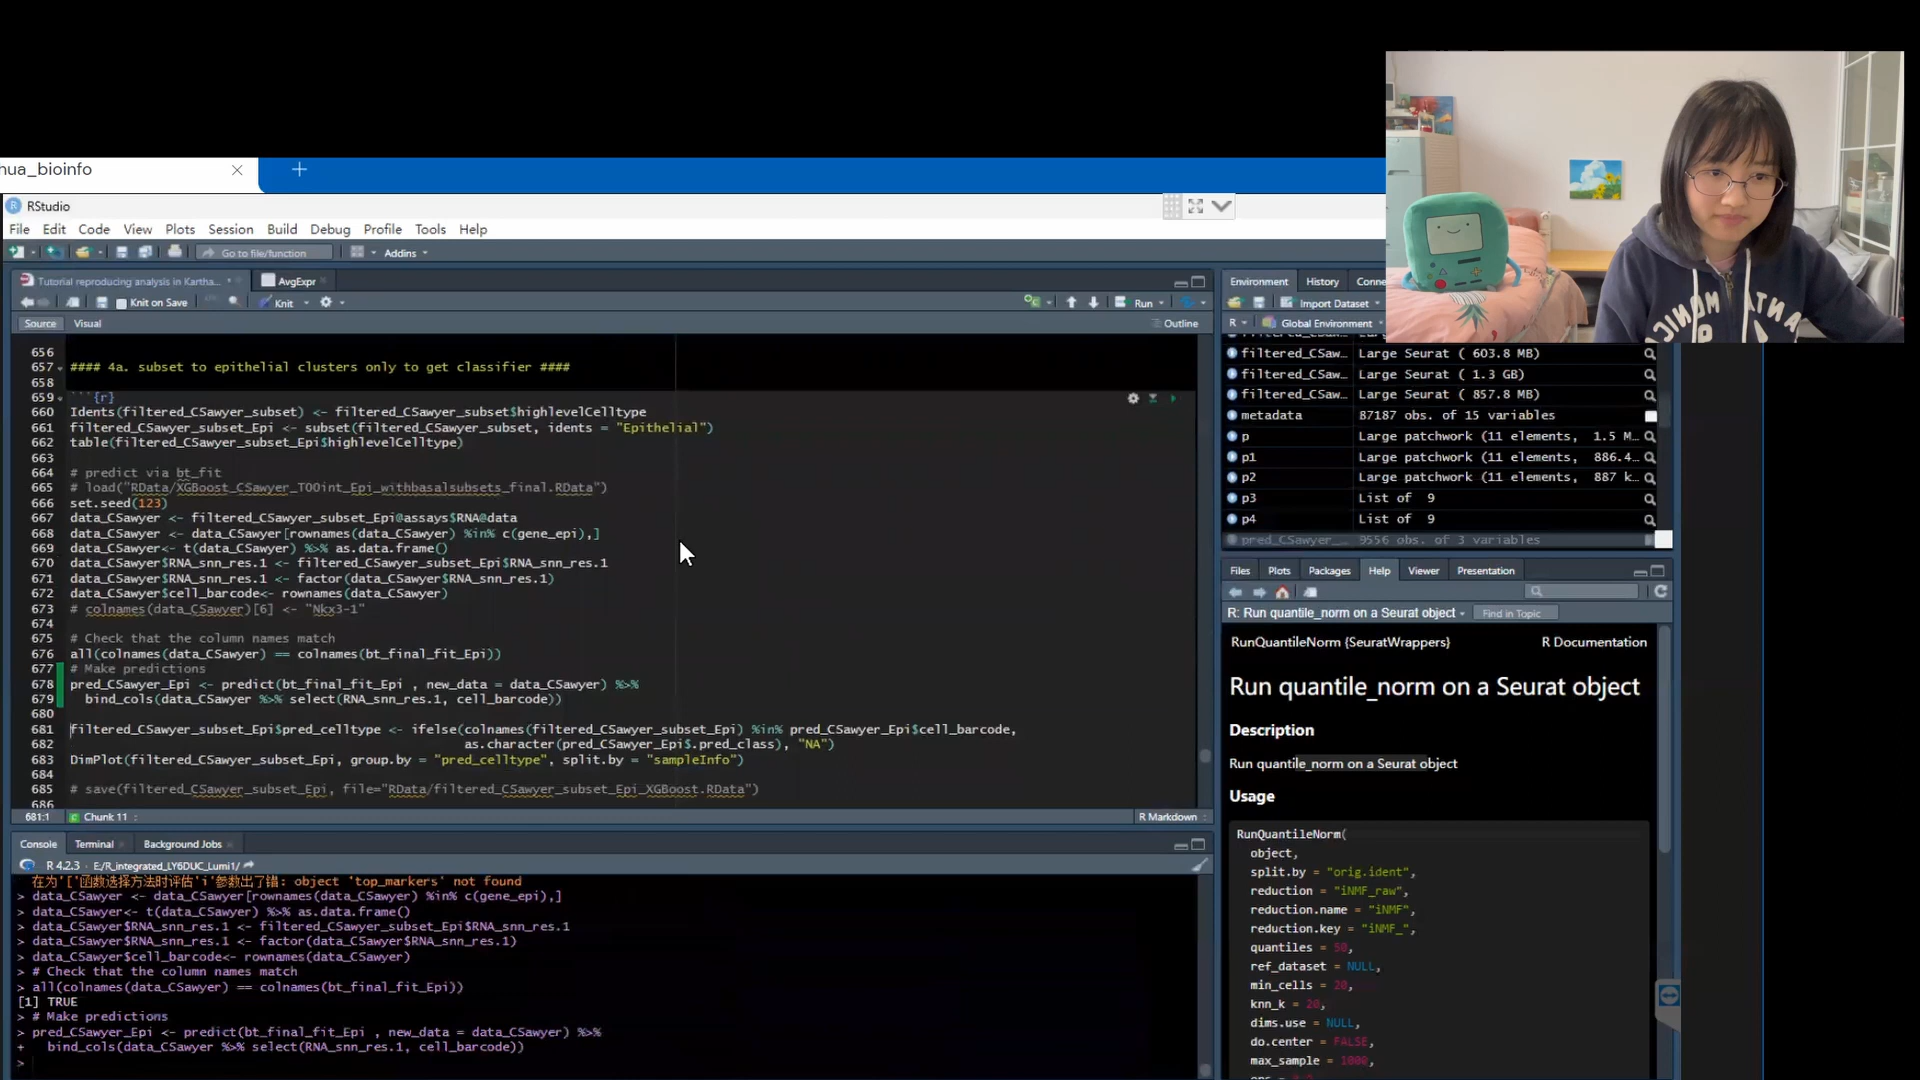 hua_bioinfo
RStudio
File Edit Code View Plots Session Build Debug Profile Tools Help
Go to file/function Addins
Tutorial reproducing analysis in Kartha... AvgExpr
Knit on Save Knit Run
Source Visual Outline
656
657 #### 4a. subset to epithelial clusters only to get classifier ####
658
659 ```{r}
660 Idents(filtered_CSawyer_subset) <- filtered_CSawyer_subset$highlevelCelltype
661 filtered_CSawyer_subset_Epi <- subset(filtered_CSawyer_subset, idents = "Epithelial")
662 table(filtered_CSawyer_subset_Epi$highlevelCelltype)
663
664 # predict via bt_fit
665 # load("RData/XGBoost_CSawyer_T00int_Epi_withbasalsubsets_final.RData")
666 set.seed(123)
667 data_CSawyer <- filtered_CSawyer_subset_Epi@assays$RNA@data
668 data_CSawyer <- data_CSawyer[rownames(data_CSawyer) %in% c(gene_epi),]
669 data_CSawyer<- t(data_CSawyer) %>% as.data.frame()
670 data_CSawyer$RNA_snn_res.1 <- filtered_CSawyer_subset_Epi$RNA_snn_res.1
671 data_CSawyer$RNA_snn_res.1 <- factor(data_CSawyer$RNA_snn_res.1)
672 data_CSawyer$cell_barcode<- rownames(data_CSawyer)
673 # colnames(data_CSawyer)[6] <- "Nkx3-1"
674
675 # Check that the column names match
676 all(colnames(data_CSawyer) == colnames(bt_final_fit_Epi))
677 # Make predictions
678 pred_CSawyer_Epi <- predict(bt_final_fit_Epi , new_data = data_CSawyer) %>%
679 bind_cols(data_CSawyer %>% select(RNA_snn_res.1, cell_barcode))
680
681 filtered_CSawyer_subset_Epi$pred_celltype <- ifelse(colnames(filtered_CSawyer_subset_Epi) %in% pred_CSawyer_Epi$cell_barcode,
682 as.character(pred_CSawyer_Epi$.pred_class), "NA")
683 DimPlot(filtered_CSawyer_subset_Epi, group.by = "pred_celltype", split.by = "sampleInfo")
684
685 # save(filtered_CSawyer_subset_Epi, file="RData/filtered_CSawyer_subset_Epi_XGBoost.RData")
686
681:1 Chunk 11 R Markdown
Console Terminal Background Jobs
R 4.2.3 · E:/R_integrated_LY6DUC_Lumi1/
在为'['函数选择方法时评估'i'参数出了错: object 'top_markers' not found
> data_CSawyer <- data_CSawyer[rownames(data_CSawyer) %in% c(gene_epi),]
> data_CSawyer<- t(data_CSawyer) %>% as.data.frame()
> data_CSawyer$RNA_snn_res.1 <- filtered_CSawyer_subset_Epi$RNA_snn_res.1
> data_CSawyer$RNA_snn_res.1 <- factor(data_CSawyer$RNA_snn_res.1)
> data_CSawyer$cell_barcode<- rownames(data_CSawyer)
> # Check that the column names match
> all(colnames(data_CSawyer) == colnames(bt_final_fit_Epi))
[1] TRUE
> # Make predictions
> pred_CSawyer_Epi <- predict(bt_final_fit_Epi , new_data = data_CSawyer) %>%
+ bind_cols(data_CSawyer %>% select(RNA_snn_res.1, cell_barcode))
>
Environment History Conne
Import Dataset
R Global Environment
filtered_CSaw… Large Seurat ( 603.8 MB)
filtered_CSaw… Large Seurat ( 1.3 GB)
filtered_CSaw… Large Seurat ( 857.8 MB)
metadata 87187 obs. of 15 variables
p Large patchwork (11 elements, 1.5 M…
p1 Large patchwork (11 elements, 886.4…
p2 Large patchwork (11 elements, 887 k…
p3 List of 9
p4 List of 9
pred_CSawyer_… 9556 obs. of 3 variables
Files Plots Packages Help Viewer Presentation
R: Run quantile_norm on a Seurat object Find in Topic
RunQuantileNorm {SeuratWrappers} R Documentation
Run quantile_norm on a Seurat object
Description
Run quantile_norm on a Seurat object
Usage
RunQuantileNorm(
object,
split.by = "orig.ident",
reduction = "iNMF_raw",
reduction.name = "iNMF",
reduction.key = "iNMF_",
quantiles = 50,
ref_dataset = NULL,
min_cells = 20,
knn_k = 20,
dims.use = NULL,
do.center = FALSE,
max_sample = 1000,